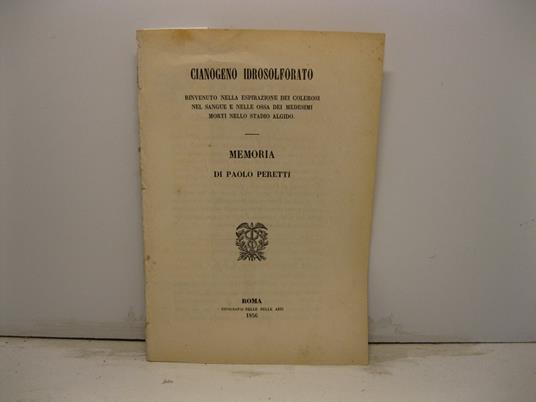 CIANOGENO IDROSOLFORATO
RINVENUTO NELLA ESPIRAZIONE DEI COLEROSI
NEL SANGUE E NELLE OSSA DEI MEDESIMI
MORTI NELLO STADIO ALGIDO.
MEMORIA
DI PAOLO PERETTI
ROMA
TIPOGRAFIA DELLE BELLE ARTI
1856